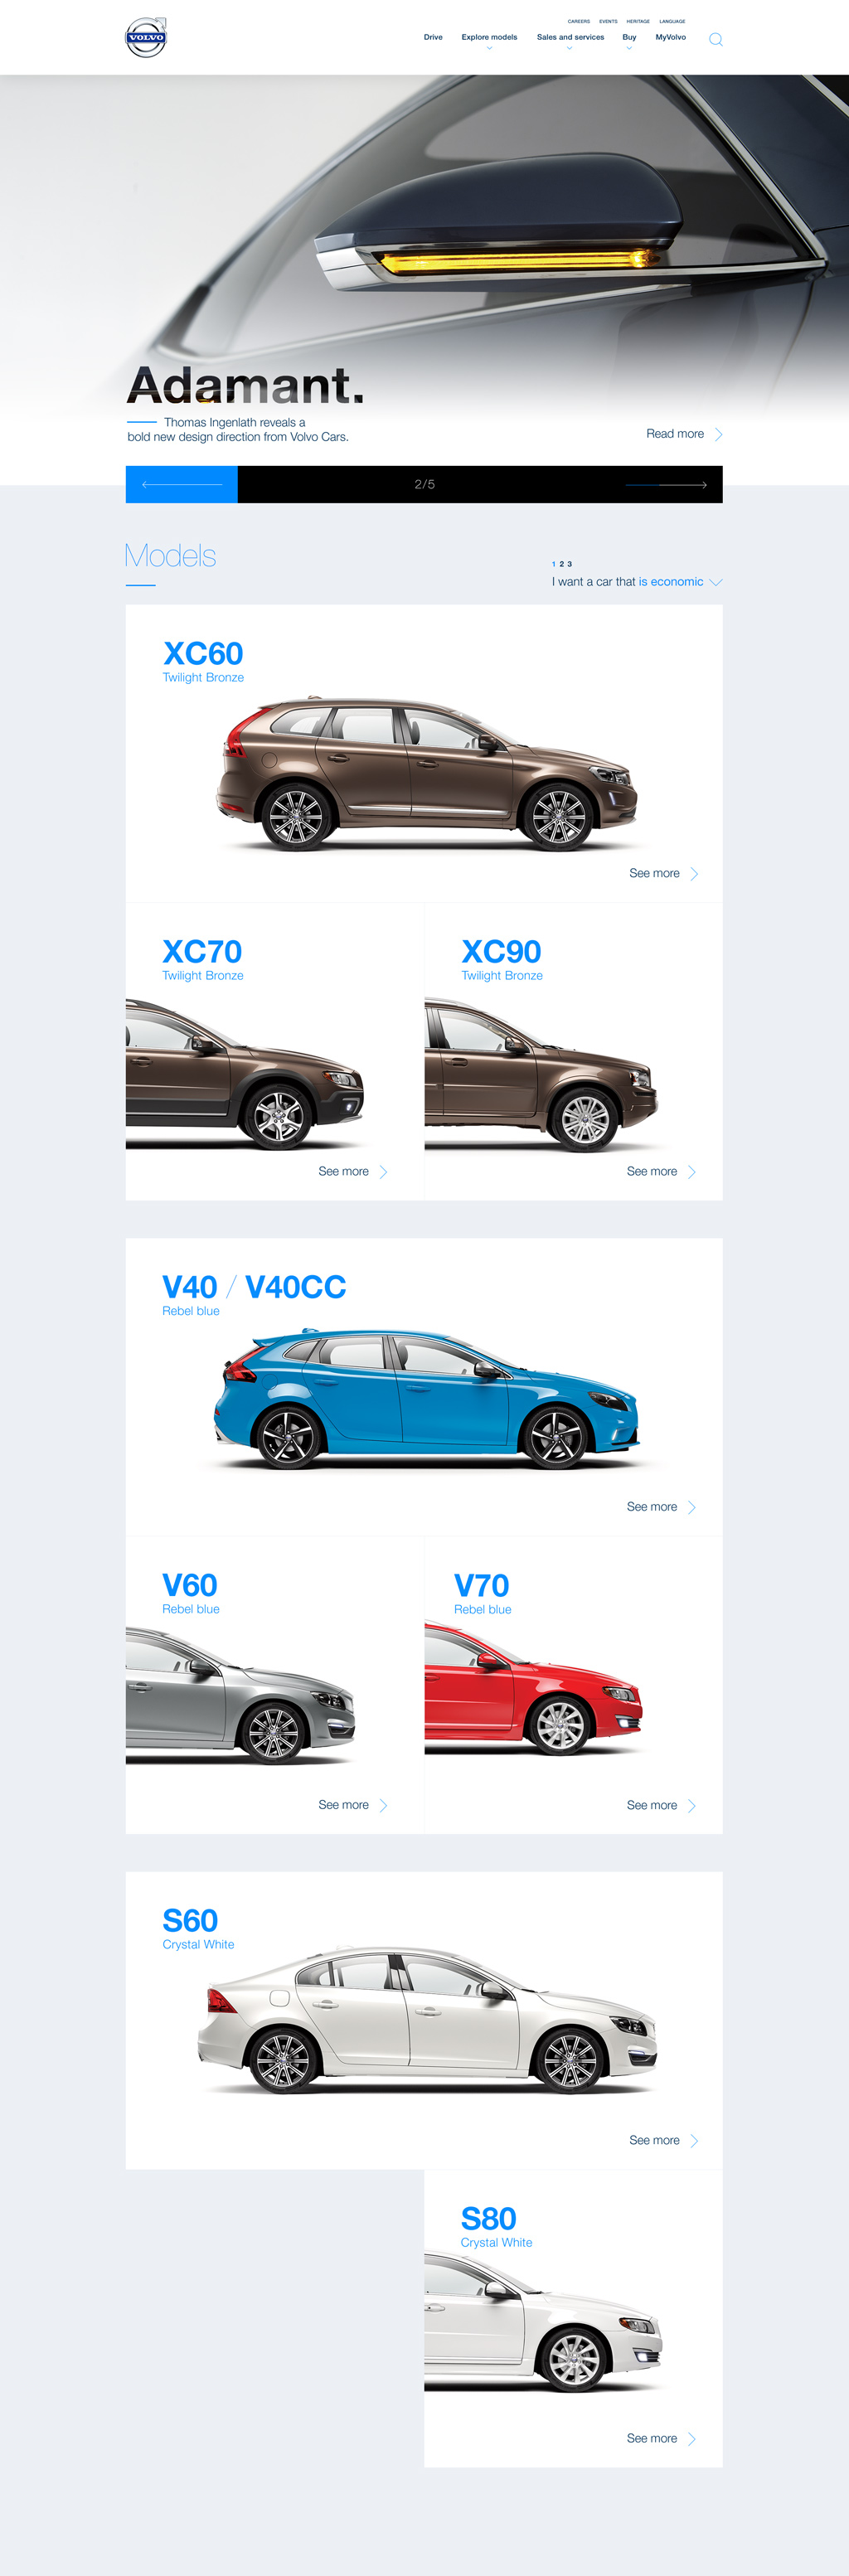 VOLVO
CAREERS EVENTS HERITAGE LANGUAGE
Drive Explore models Sales and services Buy MyVolvo
Adamant.
Thomas Ingenlath reveals a
bold new design direction from Volvo Cars.
Read more
2/5
Models
1 2 3
I want a car that is economic
XC60
Twilight Bronze
See more
XC70
Twilight Bronze
See more
XC90
Twilight Bronze
See more
V40 / V40CC
Rebel blue
See more
V60
Rebel blue
See more
V70
Rebel blue
See more
S60
Crystal White
See more
S80
Crystal White
See more